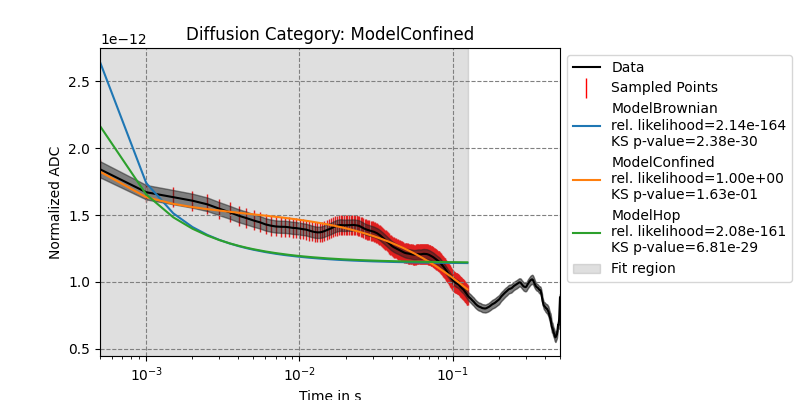 Diffusion Category: ModelConfined
1e−12
2.5
2.0
1.5
1.0
0.5
Normalized ADC
10⁻³
10⁻²
10⁻¹
Time in s
Data
Sampled Points
ModelBrownian
rel. likelihood=2.14e-164
KS p-value=2.38e-30
ModelConfined
rel. likelihood=1.00e+00
KS p-value=1.63e-01
ModelHop
rel. likelihood=2.08e-161
KS p-value=6.81e-29
Fit region